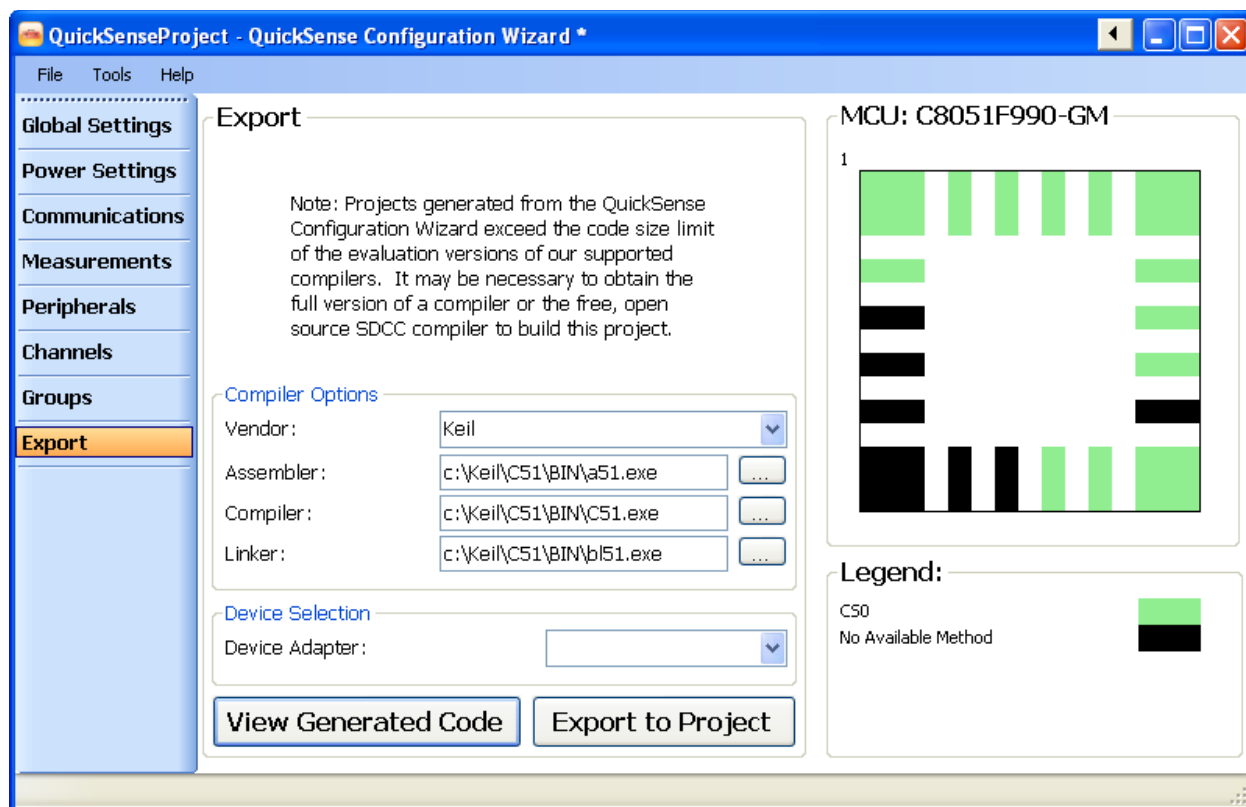 QuickSenseProject - QuickSense Configuration Wizard *
File Tools Help
Global Settings
Power Settings
Communications
Measurements
Peripherals
Channels
Groups
Export
Export
Note: Projects generated from the QuickSense
Configuration Wizard exceed the code size limit
of the evaluation versions of our supported
compilers. It may be necessary to obtain the
full version of a compiler or the free, open
source SDCC compiler to build this project.
Compiler Options
Vendor: Keil
Assembler: c:\Keil\C51\BIN\a51.exe ...
Compiler: c:\Keil\C51\BIN\C51.exe ...
Linker: c:\Keil\C51\BIN\bl51.exe ...
Device Selection
Device Adapter:
View Generated Code Export to Project
MCU: C8051F990-GM
1
Legend:
CS0
No Available Method